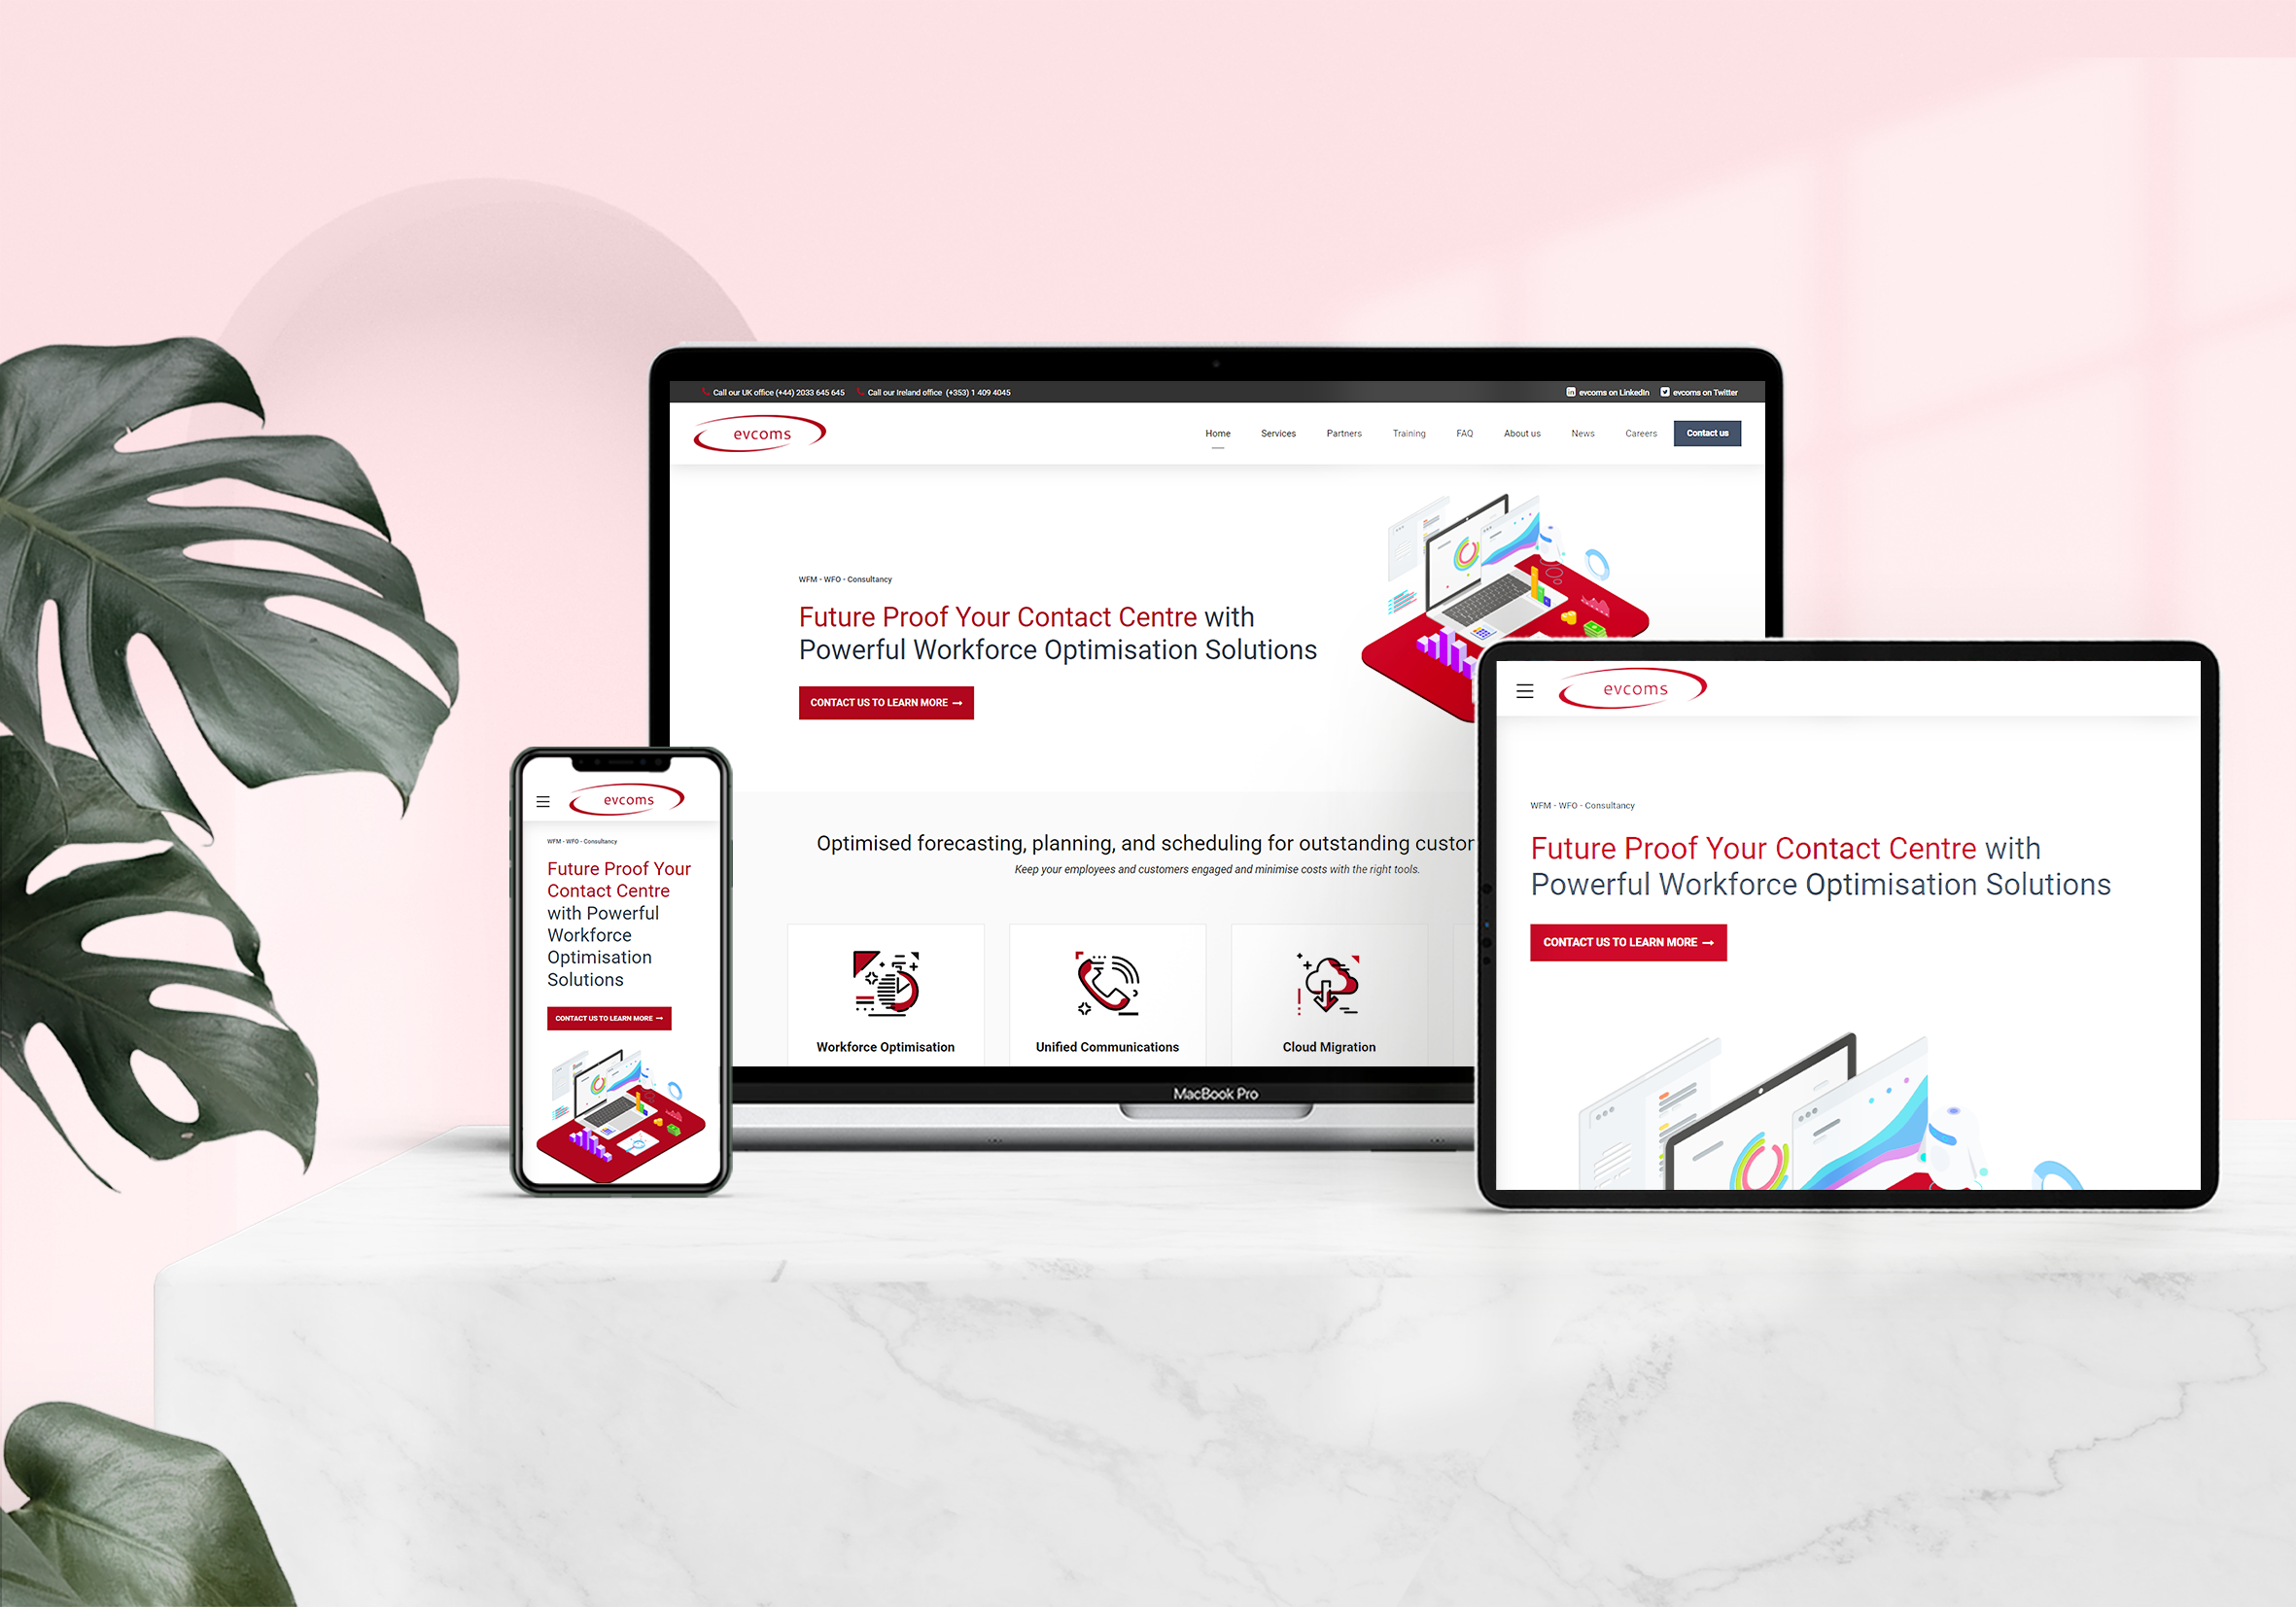 Call our UK office (+44) 2033 645 645 Call our Ireland office (+353) 1 409 4045
evcoms on LinkedIn evcoms on Twitter
evcoms
Home Services Partners Training FAQ About us News Careers Contact us
WFM - WFO - Consultancy
Future Proof Your Contact Centre with
Powerful Workforce Optimisation Solutions
CONTACT US TO LEARN MORE →
Optimised forecasting, planning, and scheduling for outstanding custor
Keep your employees and customers engaged and minimise costs with the right tools.
Workforce Optimisation
Unified Communications
Cloud Migration
MacBook Pro
evcoms
WFM - WFO - Consultancy
Future Proof Your
Contact Centre
with Powerful
Workforce
Optimisation
Solutions
CONTACT US TO LEARN MORE →
evcoms
WFM - WFO - Consultancy
Future Proof Your Contact Centre with
Powerful Workforce Optimisation Solutions
CONTACT US TO LEARN MORE →